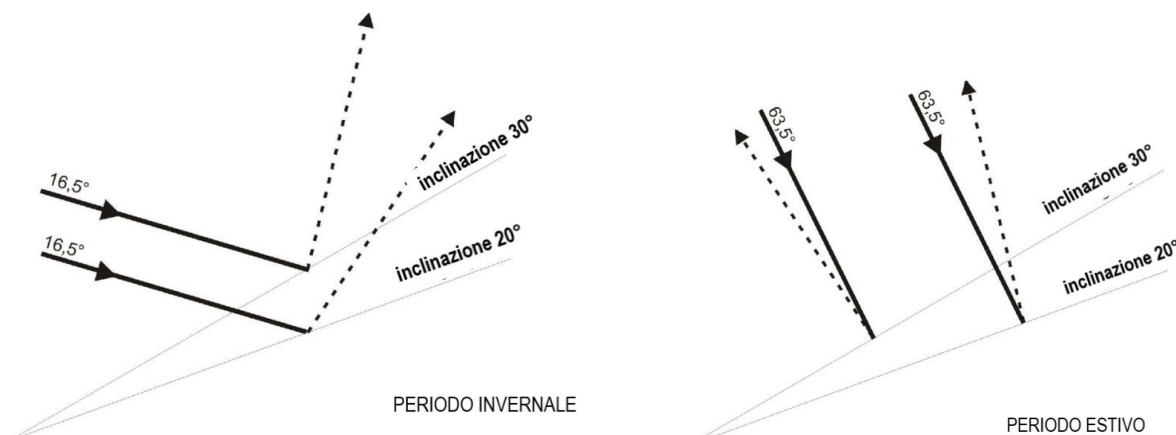 16,5°
16,5°
inclinazione 30°
inclinazione 20°
PERIODO INVERNALE
63,5°
63,5°
inclinazione 30°
inclinazione 20°
PERIODO ESTIVO